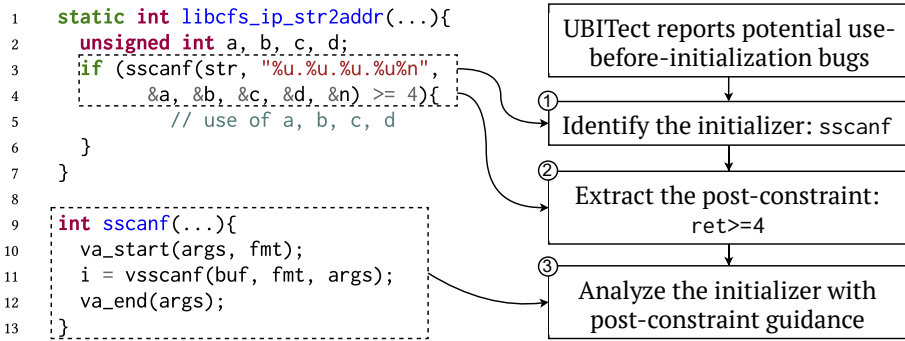 1 static int libcfs_ip_str2addr(...){
2 unsigned int a, b, c, d;
3 if (sscanf(str, "%u.%u.%u.%u%n",
4 &a, &b, &c, &d, &n) >= 4){
5 // use of a, b, c, d
6 }
7 }
8
9 int sscanf(...){
10 va_start(args, fmt);
11 i = vsscanf(buf, fmt, args);
12 va_end(args);
13 }
UBITect reports potential use-
before-initialization bugs
1
Identify the initializer: sscanf
2
Extract the post-constraint:
ret>=4
3
Analyze the initializer with
post-constraint guidance